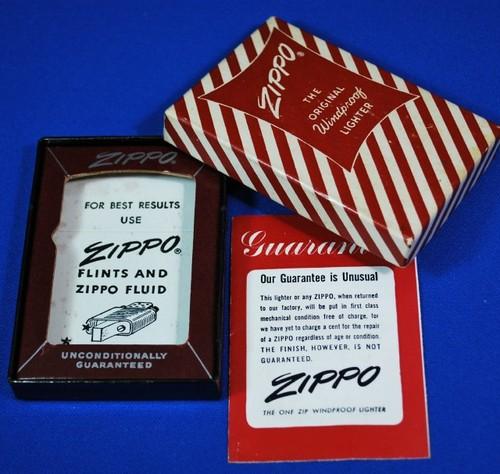 ZIPPO®
THE
ORIGINAL
Windproof
LIGHTER
ZIPPO
FOR BEST RESULTS
USE
ZIPPO®
FLINTS AND
ZIPPO FLUID
UNCONDITIONALLY
GUARANTEED
Our Guarantee is Unusual
This lighter or any ZIPPO, when returned
to our factory, will be put in first class
mechanical condition free of charge, for
we have yet to charge a cent for the repair
of a ZIPPO regardless of age or condition.
THE FINISH, HOWEVER, IS NOT
GUARANTEED.
ZIPPO
THE ONE ZIP WINDPROOF LIGHTER